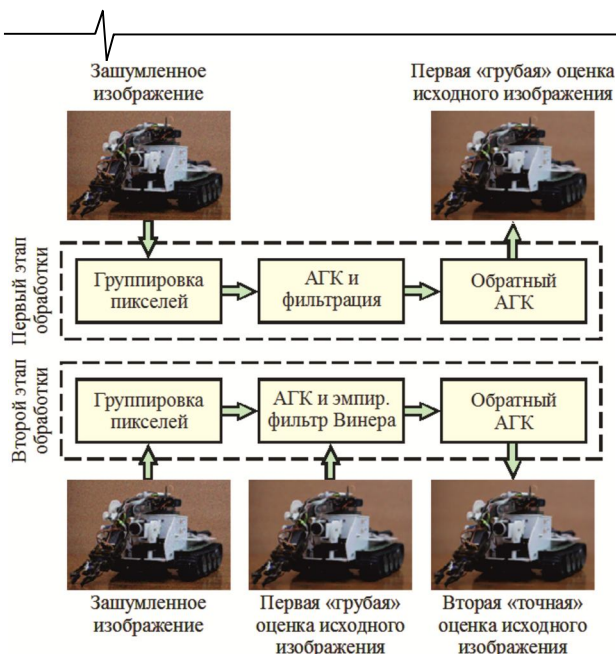 Зашумленное
изображение
Первая «грубая» оценка
исходного изображения
Первый этап
обработки
Группировка
пикселей
АГК и
фильтрация
Обратный
АГК
Второй этап
обработки
Группировка
пикселей
АГК и эмпир.
фильтр Винера
Обратный
АГК
Зашумленное
изображение
Первая «грубая»
оценка исходного
изображения
Вторая «точная»
оценка исходного
изображения